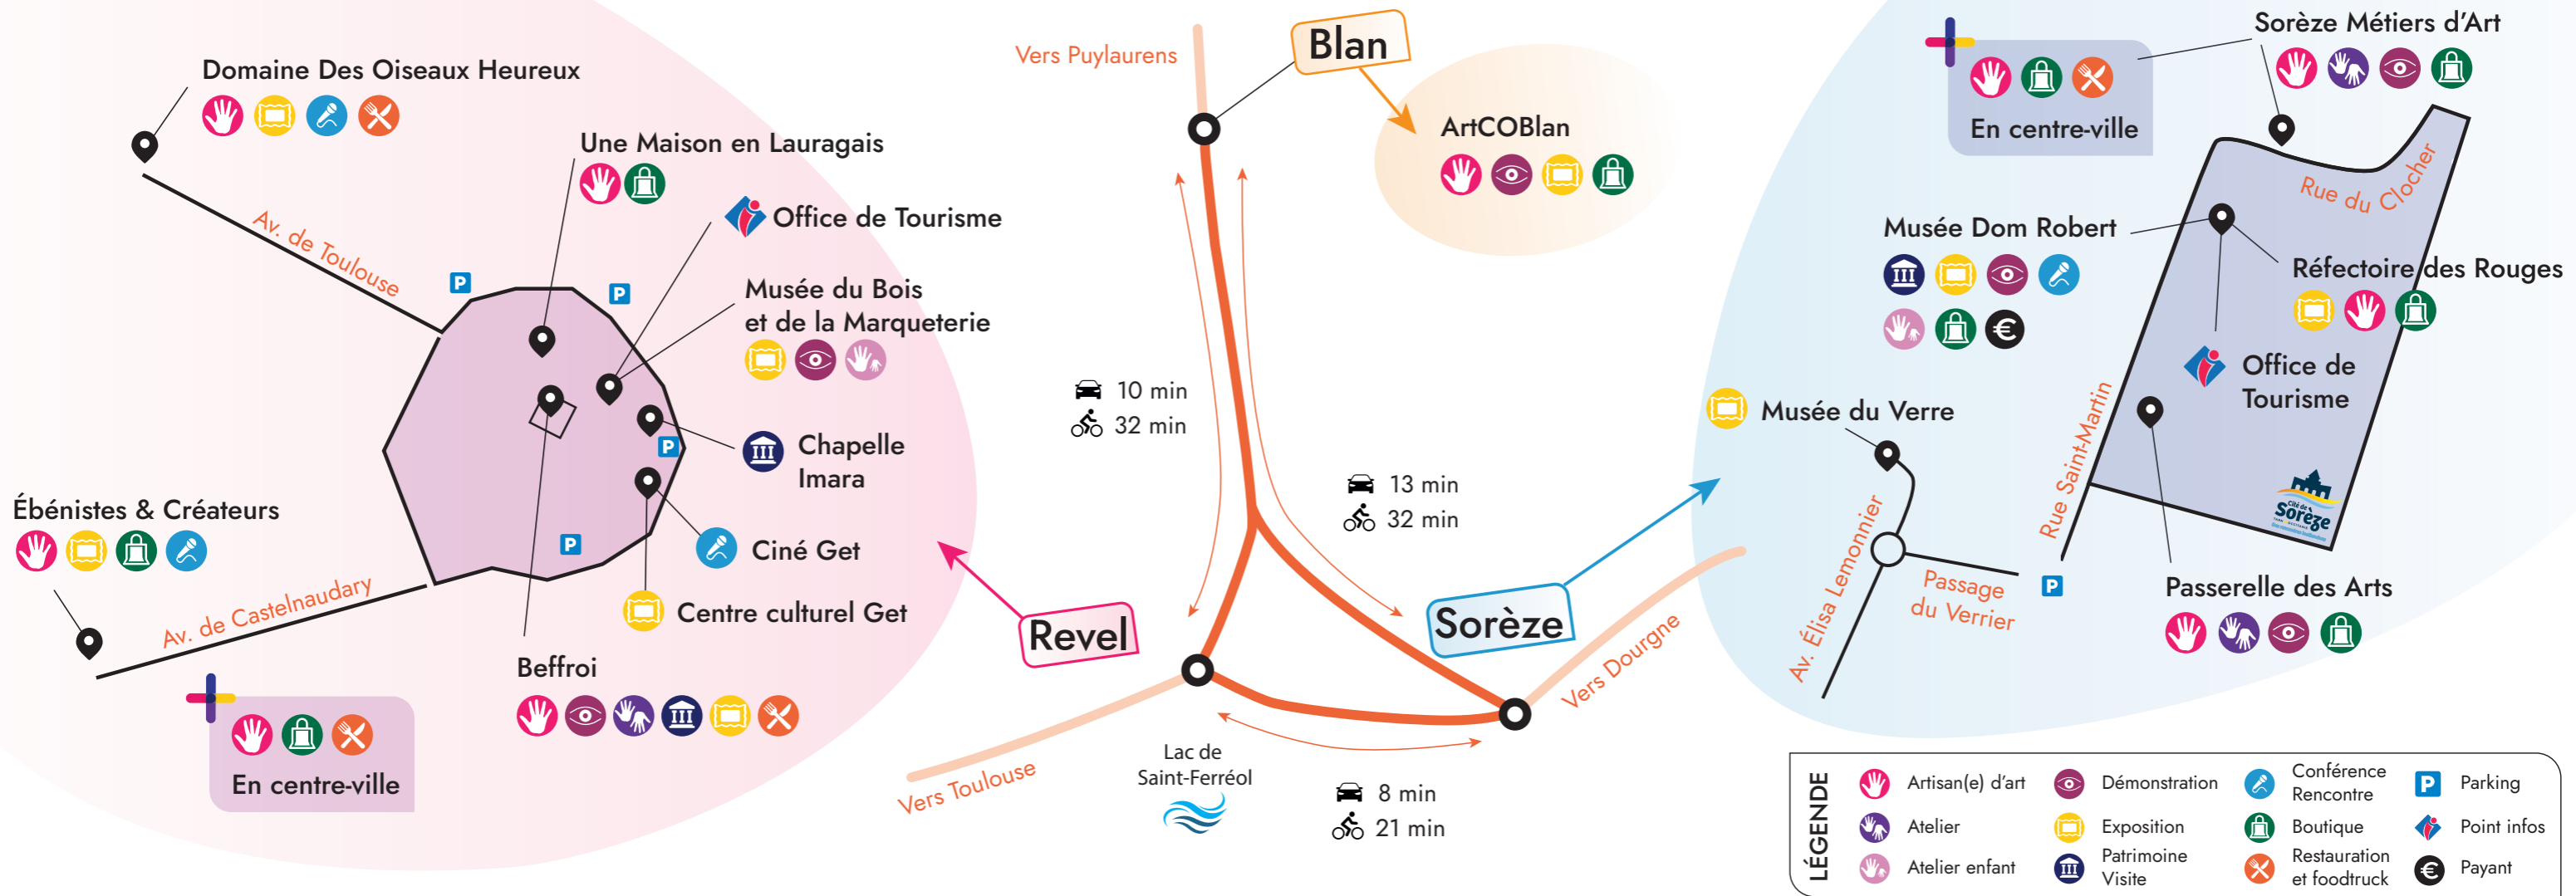 Domaine Des Oiseaux Heureux
Av. de Toulouse
Une Maison en Lauragais
Office de Tourisme
Musée du Bois
et de la Marqueterie
P
P
Chapelle
Imara
P
Ciné Get
P
Centre culturel Get
Ébénistes & Créateurs
Av. de Castelnaudary
Beffroi
En centre-ville
Vers Puylaurens
Blan
ArtCOBlan
10 min
32 min
13 min
32 min
Revel
Sorèze
Vers Dourgne
Vers Toulouse
Lac de
Saint-Ferréol
8 min
21 min
Sorèze Métiers d'Art
En centre-ville
Rue du Clocher
Musée Dom Robert
€
Réfectoire des Rouges
Office de
Tourisme
Musée du Verre
Rue Saint-Martin
Av. Élisa Lemonnier
Passage
du Verrier
P
Cité de
Sorèze
Passerelle des Arts
LÉGENDE
Artisan(e) d'art
Atelier
Atelier enfant
Démonstration
Exposition
Patrimoine
Visite
Conférence
Rencontre
Boutique
Restauration
et foodtruck
P Parking
Point infos
€ Payant